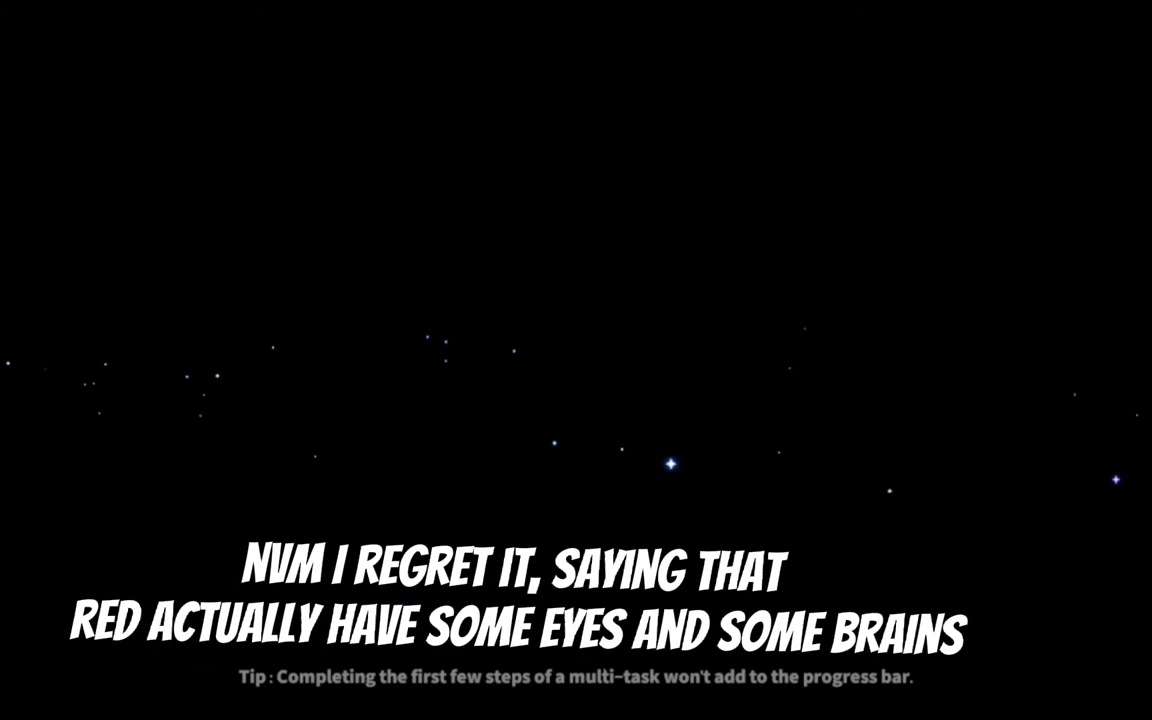 NVM I REGRET IT, SAYING THAT
RED ACTUALLY HAVE SOME EYES AND SOME BRAINS
Tip : Completing the first few steps of a multi-task won't add to the progress bar.